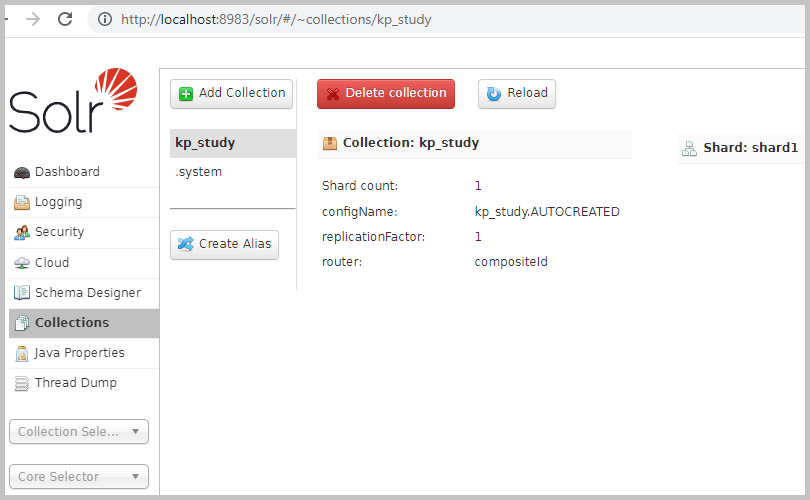 http://localhost:8983/solr/#/~collections/kp_study
Solr
Dashboard
Logging
Security
Cloud
Schema Designer
Collections
Java Properties
Thread Dump
Collection Sele...
Core Selector
Add Collection
kp_study
.system
Create Alias
Delete collection
Reload
Collection: kp_study
Shard count: 1
configName: kp_study.AUTOCREATED
replicationFactor: 1
router: compositeId
Shard: shard1